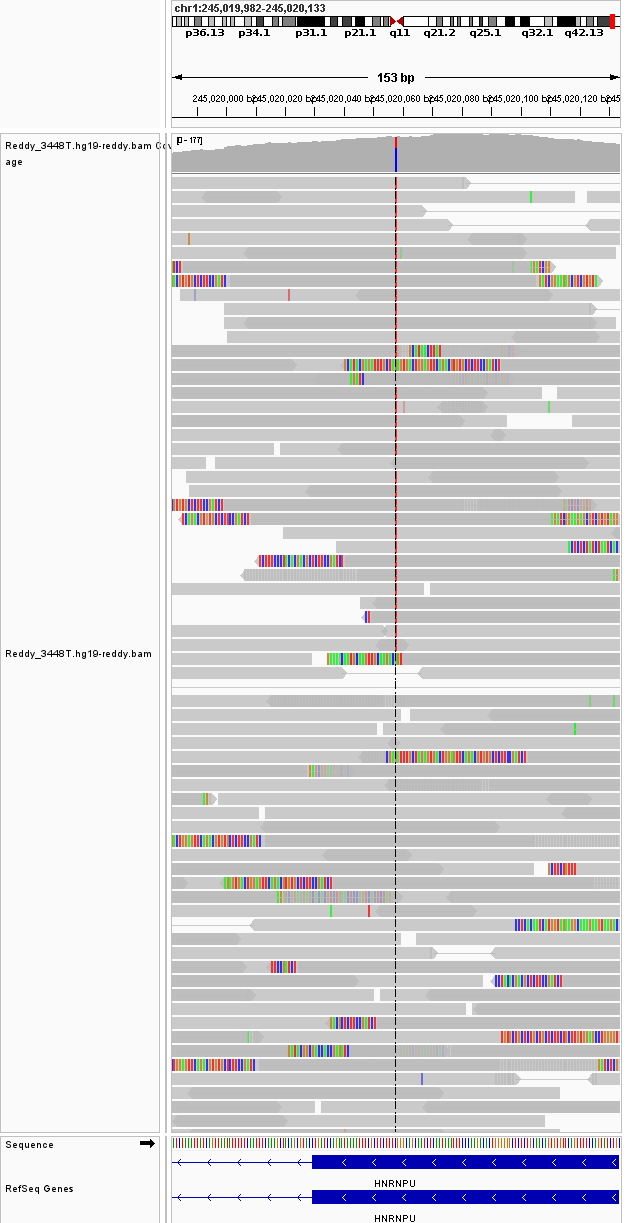 chr1:245,019,982-245,020,133
p36.13 p34.1 p31.1 p21.1 q11 q21.2 q25.1 q32.1 q42.13
153 bp
245,020,000 bp 245,020,020 bp 245,020,040 bp 245,020,060 bp 245,020,080 bp 245,020,100 bp 245,020,120 bp 245
Reddy_3448T.hg19-reddy.bam Cov
age
[0 - 177]
Reddy_3448T.hg19-reddy.bam
Sequence
HNRNPU
RefSeq Genes
HNRNPU